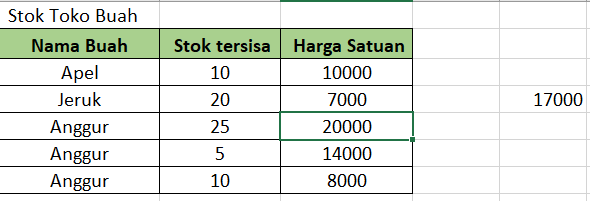 Stok Toko Buah
Nama Buah Stok tersisa Harga Satuan
Apel 10 10000
Jeruk 20 7000 17000
Anggur 25 20000
Anggur 5 14000
Anggur 10 8000